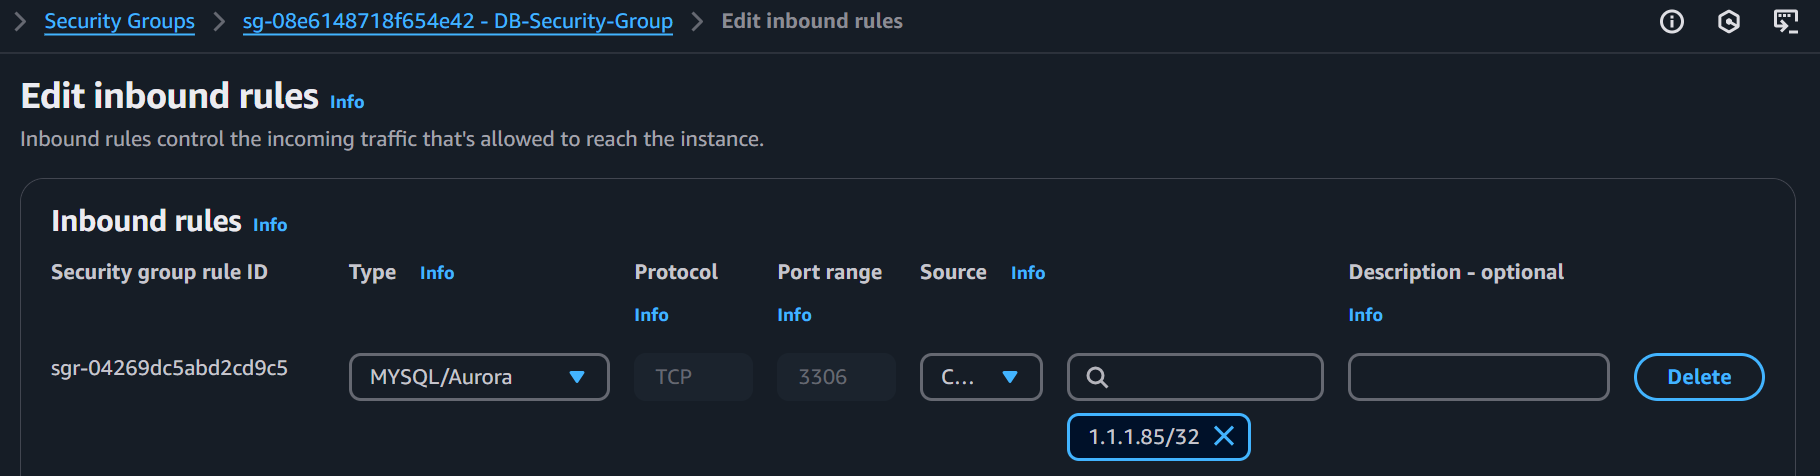 Security Groups sg-08e6148718f654e42 - DB-Security-Group Edit inbound rules
Edit inbound rules Info
Inbound rules control the incoming traffic that's allowed to reach the instance.
Inbound rules Info
Security group rule ID Type Info Protocol Port range Source Info Description - optional
Info Info Info
sgr-04269dc5abd2cd9c5 MYSQL/Aurora TCP 3306 C... Delete
1.1.1.85/32